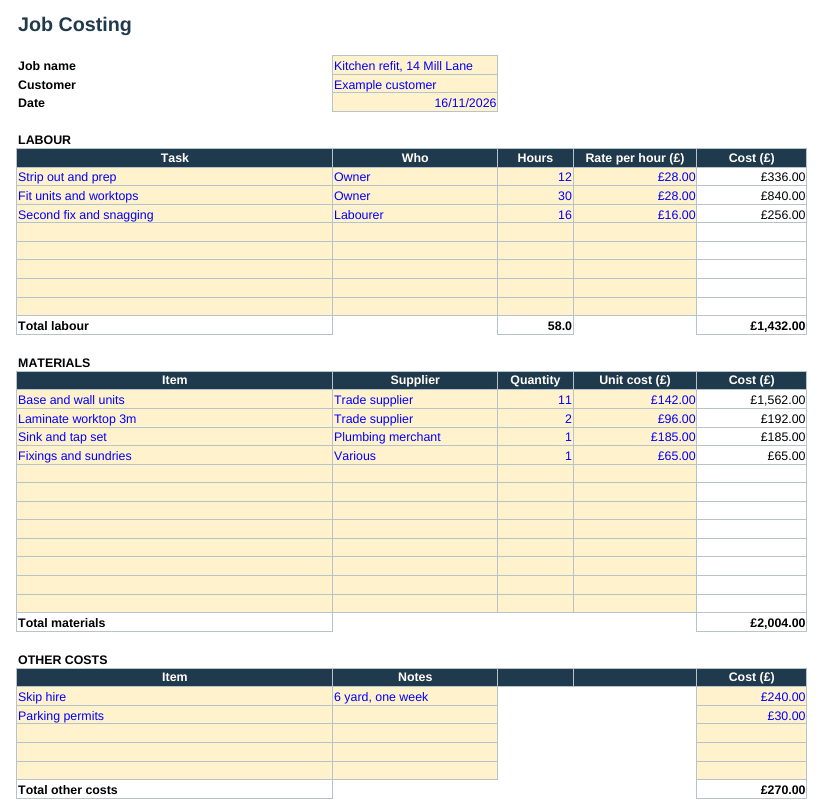 Job Costing
Job name Kitchen refit, 14 Mill Lane
Customer Example customer
Date 16/11/2026
LABOUR
Task Who Hours Rate per hour (£) Cost (£)
Strip out and prep Owner 12 £28.00 £336.00
Fit units and worktops Owner 30 £28.00 £840.00
Second fix and snagging Labourer 16 £16.00 £256.00
Total labour 58.0 £1,432.00
MATERIALS
Item Supplier Quantity Unit cost (£) Cost (£)
Base and wall units Trade supplier 11 £142.00 £1,562.00
Laminate worktop 3m Trade supplier 2 £96.00 £192.00
Sink and tap set Plumbing merchant 1 £185.00 £185.00
Fixings and sundries Various 1 £65.00 £65.00
Total materials £2,004.00
OTHER COSTS
Item Notes Cost (£)
Skip hire 6 yard, one week £240.00
Parking permits £30.00
Total other costs £270.00